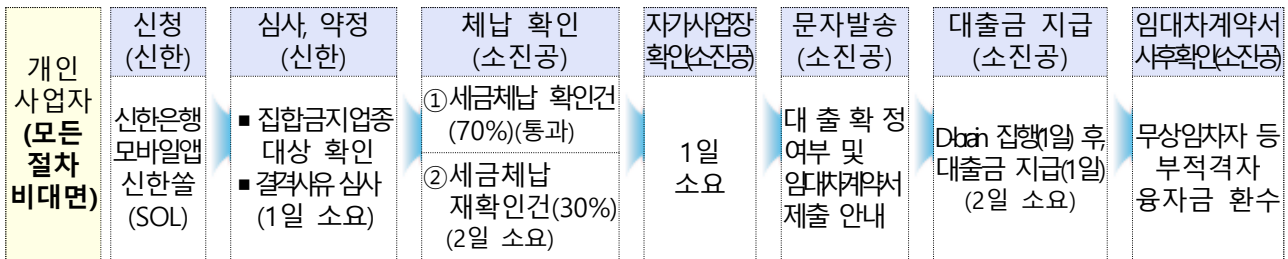 개인
사업자
(모든
절차
비대면)
신청
(신한)
신한은행
모바일앱
신한쏠
(SOL)
심사, 약정
(신한)
▪ 집합금지업종
대상 확인
▪ 결격사유 심사
(1일 소요)
체납 확인
(소진공)
①세금체납 확인건
(70%)(통과)
②세금체납
재확인건(30%)
(2일 소요)
자가사업장
확인(소진공)
1일
소요
문자발송
(소진공)
대출확정
여부 및
임대차계약서
제출 안내
대출금 지급
(소진공)
D-brain 집행(1일) 후,
대출금 지급(1일)
(2일 소요)
임대차계약서
사후확인(소진공)
무상임차자 등
부적격자
융자금 환수